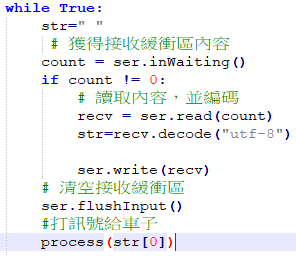 while True:
    str=" "
     # 獲得接收緩衝區內容
    count = ser.inWaiting()
    if count != 0:
        # 讀取內容，並編碼
        recv = ser.read(count)
        str=recv.decode("utf-8")

        ser.write(recv)
    # 清空接收緩衝區
    ser.flushInput()
    #打訊號給車子
    process(str[0])